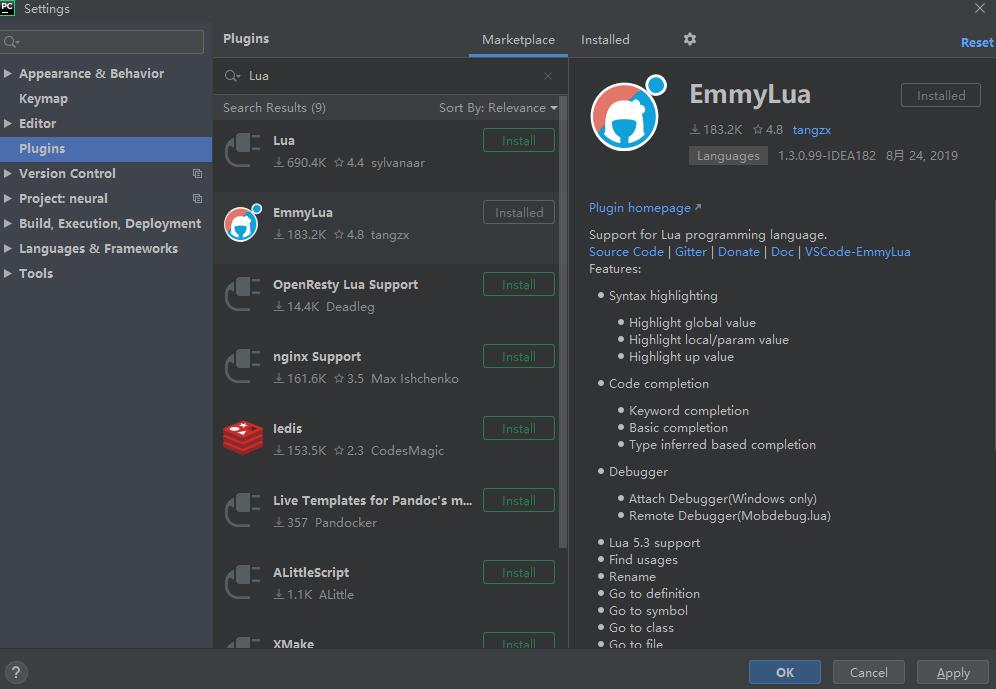 PC
Settings
Appearance & Behavior
Keymap
Editor
Plugins
Version Control
Project: neural
Build, Execution, Deployment
Languages & Frameworks
Tools
Plugins
Marketplace
Installed
Reset
Lua
Search Results (9)
Sort By: Relevance
Lua
Install
690.4K 4.4 sylvanaar
EmmyLua
Installed
183.2K 4.8 tangzx
OpenResty Lua Support
Install
14.4K Deadleg
nginx Support
Install
161.6K 3.5 Max Ishchenko
Iedis
Install
153.5K 2.3 CodesMagic
Live Templates for Pandoc's m...
Install
357 Pandocker
ALittleScript
Install
1.1K ALittle
XMake
Install
EmmyLua
Installed
183.2K 4.8 tangzx
Languages 1.3.0.99-IDEA182 8月 24, 2019
Plugin homepage
Support for Lua programming language.
Source Code | Gitter | Donate | Doc | VSCode-EmmyLua
Features:
Syntax highlighting
Highlight global value
Highlight local/param value
Highlight up value
Code completion
Keyword completion
Basic completion
Type inferred based completion
Debugger
Attach Debugger(Windows only)
Remote Debugger(Mobdebug.lua)
Lua 5.3 support
Find usages
Rename
Go to definition
Go to symbol
Go to class
Go to file
?
OK
Cancel
Apply